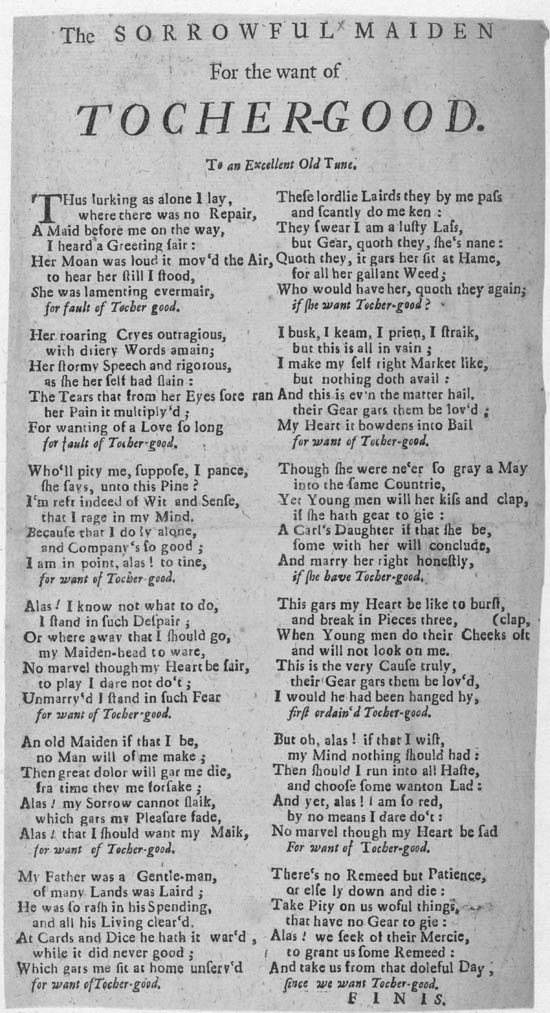 The SORROWFUL MAIDEN
For the want of
TOCHER-GOOD.
To an Excellent Old Tune.
THus lurking as alone I lay,
where there was no Repair,
A Maid before me on the way,
I heard a Greeting ſair:
Her Moan was loud it mov'd the Air,
to hear her ſtill I ſtood,
She was lamenting evermair,
for fault of Tocher good.
Her roaring Cryes outragious,
with driery Words amain;
Her ſtormy Speech and rigorous,
as ſhe her ſelf had ſlain:
The Tears that from her Eyes ſore ran
her Pain it multiply'd;
For wanting of a Love ſo long
for fault of Tocher-good.
Who'll pity me, ſuppoſe, I pance,
ſhe ſays, unto this Pine?
I'm reft indeed of Wit and Senſe,
that I rage in my Mind.
Becauſe that I do ly alone,
and Company's ſo good;
I am in point, alas! to tine,
for want of Tocher-good.
Alas! I know not what to do,
I ſtand in ſuch Deſpair;
Or where away that I ſhould go,
my Maiden-head to ware,
No marvel though my Heart be ſair,
to play I dare not do't;
Unmarry'd I ſtand in ſuch Fear
for want of Tocher-good.
An old Maiden if that I be,
no Man will of me make;
Then great dolor will gar me die,
fra time they me forſake;
Alas! my Sorrow cannot ſlaik,
which gars my Pleaſure fade,
Alas! that I ſhould want my Maik,
for want of Tocher-good.
My Father was a Gentle-man,
of many Lands was Laird;
He was ſo raſh in his Spending,
and all his Living clear'd.
At Cards and Dice he hath it war'd,
while it did never good;
Which gars me ſit at home unſerv'd
for want of Tocher-good.
Theſe lordlie Lairds they by me paſs
and ſcantly do me ken:
They ſwear I am a luſty Laſs,
but Gear, quoth they, ſhe's nane:
Quoth they, it gars her ſit at Hame,
for all her gallant Weed;
Who would have her, quoth they again;
if ſhe want Tocher-good?
I busk, I keam, I prien, I ſtraik,
but this is all in vain;
I make my ſelf right Market like,
but nothing doth avail:
And this is ev'n the matter hail.
their Gear gars them be lov'd;
My Heart it bowdens into Bail
for want of Tocher-good.
Though ſhe were ne'er ſo gray a May
into the ſame Countrie,
Yet Young men will her kiſs and clap,
if ſhe hath gear to gie:
A Carl's Daughter if that ſhe be,
ſome with her will conclude,
And marry her right honeſtly,
if ſhe have Tocher-good.
This gars my Heart be like to burſt,
and break in Pieces three, (clap,
When Young men do their Cheeks oft
and will not look on me.
This is the very Cauſe truly,
their Gear gars them be lov'd,
I would he had been hanged hy,
firſt ordain'd Tocher-good.
But oh, alas! if that I wiſt,
my Mind nothing ſhould had:
Then ſhould I run into all Haſte,
and chooſe ſome wanton Lad:
And yet, alas! I am ſo red,
by no means I dare do't:
No marvel though my Heart be ſad
For want of Tocher-good.
There's no Remeed but Patience,
or elſe ly down and die:
Take Pity on us woful things,
that have no Gear to gie:
Alas! we ſeek of their Mercie,
to grant us ſome Remeed:
And take us from that doleful Day,
ſince we want Tocher-good.
FINIS.